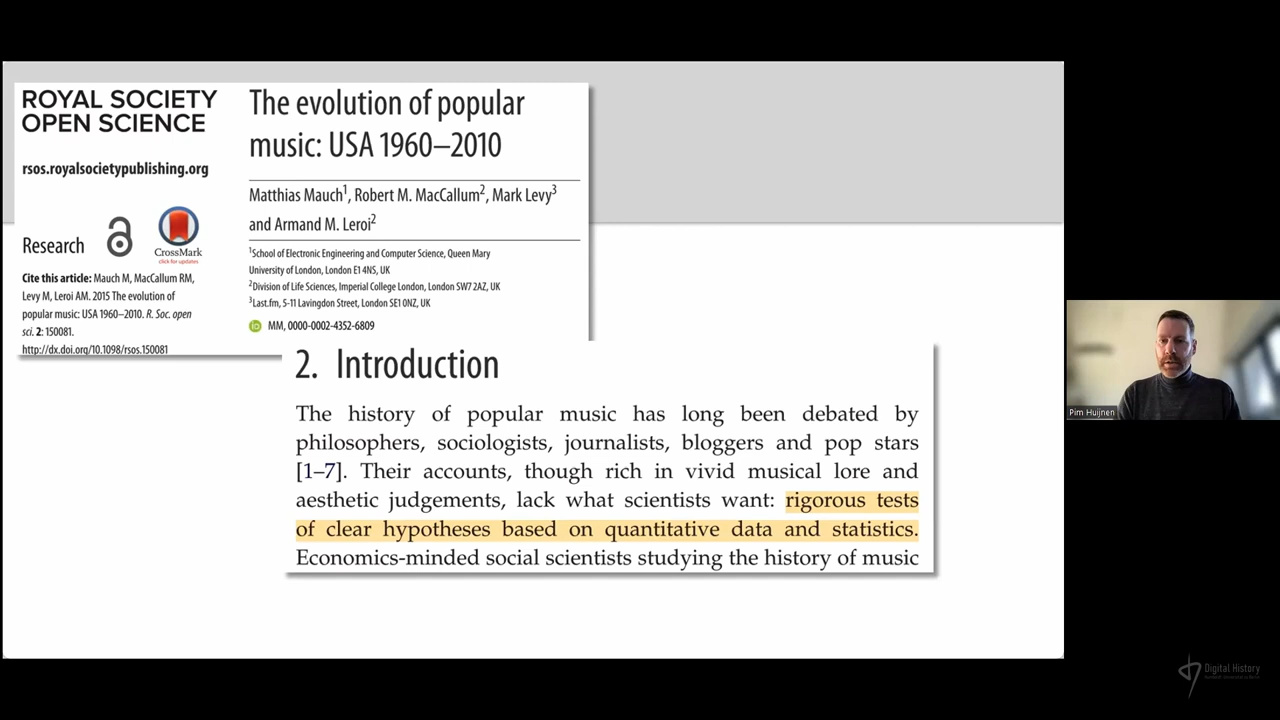 ROYAL SOCIETY
OPEN SCIENCE
rsos.royalsocietypublishing.org
Research
CrossMark
click for updates
Cite this article: Mauch M, MacCallum RM,
Levy M, Leroi AM. 2015 The evolution of
popular music: USA 1960–2010. R. Soc. open
sci. 2: 150081.
http://dx.doi.org/10.1098/rsos.150081
The evolution of popular
music: USA 1960–2010
Matthias Mauch1, Robert M. MacCallum2, Mark Levy3
and Armand M. Leroi2
1School of Electronic Engineering and Computer Science, Queen Mary
University of London, London E1 4NS, UK
2Division of Life Sciences, Imperial College London, London SW7 2AZ, UK
3Last.fm, 5-11 Lavingdon Street, London SE1 0NZ, UK
iD MM, 0000-0002-4352-6809
2. Introduction
The history of popular music has long been debated by
philosophers, sociologists, journalists, bloggers and pop stars
[1–7]. Their accounts, though rich in vivid musical lore and
aesthetic judgements, lack what scientists want: rigorous tests
of clear hypotheses based on quantitative data and statistics.
Economics-minded social scientists studying the history of music
Pim Huijnen
Digital History